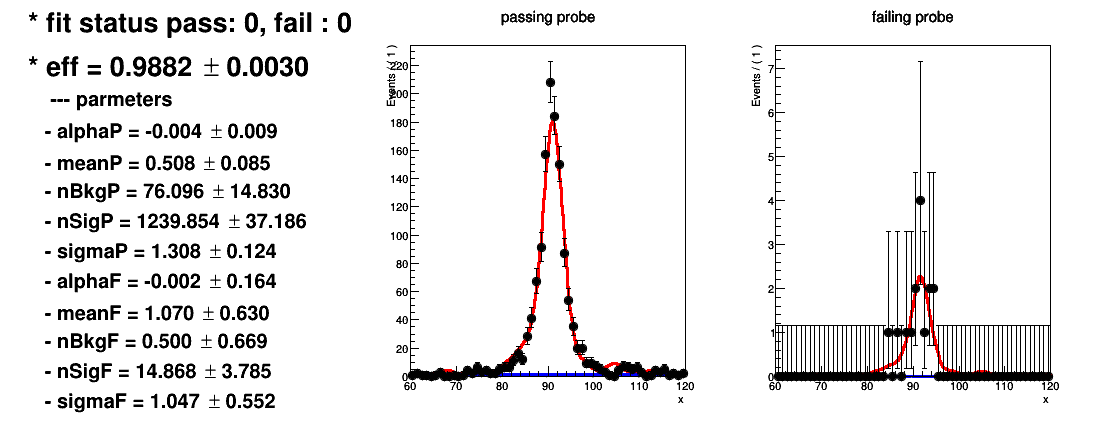 * fit status pass: 0, fail : 0
* eff = 0.9882 ± 0.0030
--- parmeters
- alphaP = -0.004 ± 0.009
- meanP = 0.508 ± 0.085
- nBkgP = 76.096 ± 14.830
- nSigP = 1239.854 ± 37.186
- sigmaP = 1.308 ± 0.124
- alphaF = -0.002 ± 0.164
- meanF = 1.070 ± 0.630
- nBkgF = 0.500 ± 0.669
- nSigF = 14.868 ± 3.785
- sigmaF = 1.047 ± 0.552
passing probe
Events / ( 1 )
220
200
180
160
140
120
100
80
60
40
20
0
60 70 80 90 100 110 120
x
failing probe
Events / ( 1 )
7
6
5
4
3
2
1
0
60 70 80 90 100 110 120
x